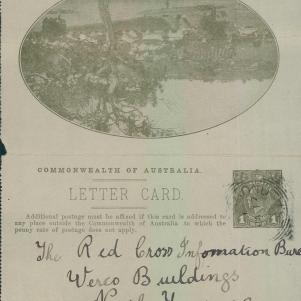 COMMONWEALTH OF AUSTRALIA.
LETTER CARD.
Additional postage must be affixed if this card is addressed to
any place outside the Commonwealth of Australia to which the
penny rate of postage does not apply.
The Red Cross Information Bure
Werco Buildings